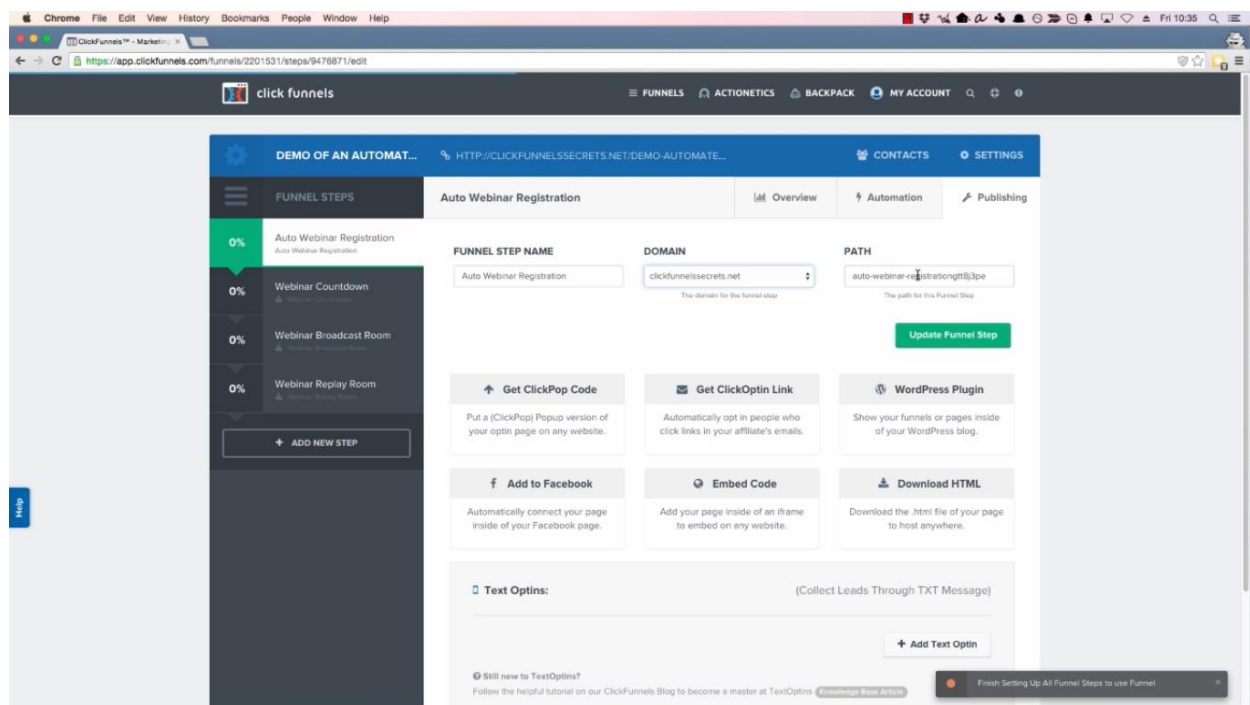 Chrome File Edit View History Bookmarks People Window Help
Fri 10:35
ClickFunnels™ - Marketing
https://app.clickfunnels.com/funnels/2201531/steps/9476871/edit
click funnels
FUNNELS ACTIONETICS BACKPACK MY ACCOUNT
DEMO OF AN AUTOMAT... HTTP://CLICKFUNNELSSECRETS.NET/DEMO-AUTOMATE... CONTACTS SETTINGS
FUNNEL STEPS
Auto Webinar Registration Overview Automation Publishing
0% Auto Webinar Registration
Auto Webinar Registration
0% Webinar Countdown
Webinar Countdown
0% Webinar Broadcast Room
Webinar Broadcast Room
0% Webinar Replay Room
Webinar Replay Room
+ ADD NEW STEP
FUNNEL STEP NAME DOMAIN PATH
Auto Webinar Registration clickfunnelssecrets.net auto-webinar-registrationgtt8j3pe
The domain for the funnel step The path for this Funnel Step
Update Funnel Step
Get ClickPop Code
Put a (ClickPop) Popup version of
your optin page on any website.
Get ClickOptin Link
Automatically opt in people who
click links in your affiliate's emails.
WordPress Plugin
Show your funnels or pages inside
of your WordPress blog.
Add to Facebook
Automatically connect your page
inside of your Facebook page.
Embed Code
Add your page inside of an iframe
to embed on any website.
Download HTML
Download the .html file of your page
to host anywhere.
Text Optins: (Collect Leads Through TXT Message)
+ Add Text Optin
Still new to TextOptins?
Follow the helpful tutorial on our ClickFunnels Blog to become a master at TextOptins Knowledge Base Article
Finish Setting Up All Funnel Steps to use Funnel
Help